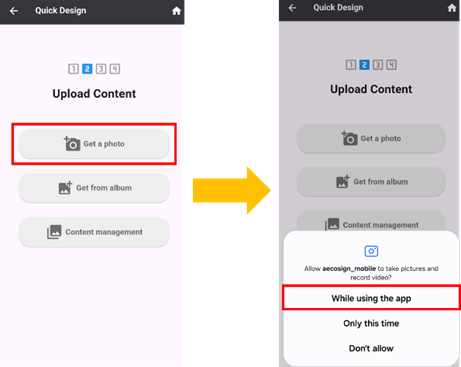 Quick Design
1 2 3 4
Upload Content
Get a photo
Get from album
Content management
Quick Design
1 2 3 4
Upload Content
Get a photo
Get from album
Content management
Allow aecosign_mobile to take pictures and
record video?
While using the app
Only this time
Don't allow